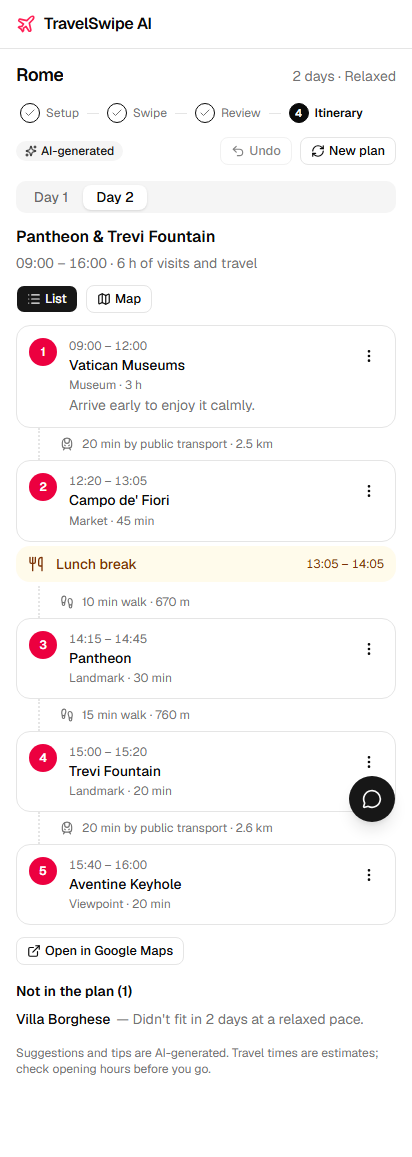 TravelSwipe AI
Rome
2 days · Relaxed
Setup
Swipe
Review
4 Itinerary
AI-generated
Undo
New plan
Day 1
Day 2
Pantheon & Trevi Fountain
09:00 – 16:00 · 6 h of visits and travel
List
Map
1
09:00 – 12:00
Vatican Museums
Museum · 3 h
Arrive early to enjoy it calmly.
20 min by public transport · 2.5 km
2
12:20 – 13:05
Campo de' Fiori
Market · 45 min
Lunch break
13:05 – 14:05
10 min walk · 670 m
3
14:15 – 14:45
Pantheon
Landmark · 30 min
15 min walk · 760 m
4
15:00 – 15:20
Trevi Fountain
Landmark · 20 min
20 min by public transport · 2.6 km
5
15:40 – 16:00
Aventine Keyhole
Viewpoint · 20 min
Open in Google Maps
Not in the plan (1)
Villa Borghese — Didn't fit in 2 days at a relaxed pace.
Suggestions and tips are AI-generated. Travel times are estimates;
check opening hours before you go.